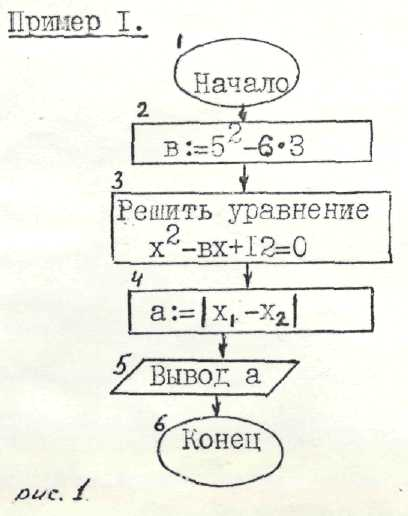 Пример I.
1
Начало
2
в:=5²-6·3
3
Решить уравнение
x²-вx+I2=0
4
а:=|x₁-x₂|
5
Вывод а
6
Конец
рис. 1